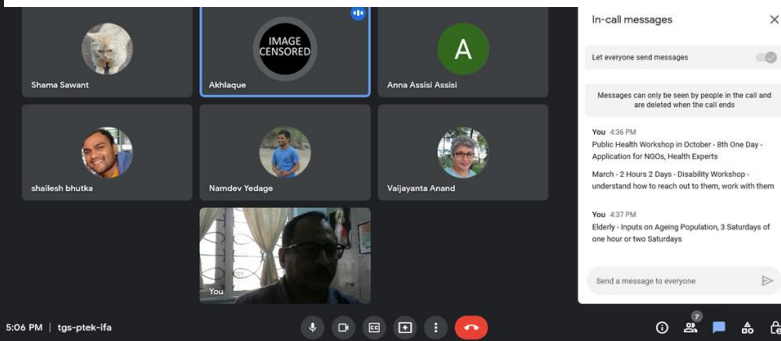 In-call messages
Let everyone send messages
Messages can only be seen by people in the call and
are deleted when the call ends
You 4:36 PM
Public Health Workshop in October - 8th One Day -
Application for NGOs, Health Experts
March - 2 Hours 2 Days - Disability Workshop -
understand how to reach out to them, work with them
You 4:37 PM
Elderly - Inputs on Ageing Population, 3 Saturdays of
one hour or two Saturdays
Send a message to everyone
IMAGE
CENSORED
A
Shama Sawant
Akhlaque
Anna Assisi Assisi
shailesh bhutka
Namdev Yedage
Vaijayanta Anand
You
5:06 PM | tgs-ptek-ifa
CC
7